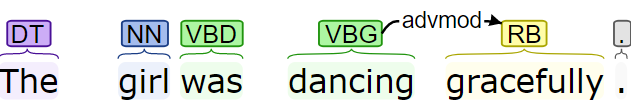 DT NN VBD VBG advmod RB .
The girl was dancing gracefully .